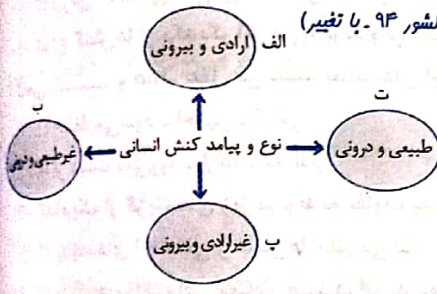 کشور ۹۴ ـ با تغییر)
الف
ارادی و بیرونی
ب
ت
غیرطبیعی و درونی
نوع و پیامد کنش انسانی
طبیعی و درونی
غیرارادی و بیرونی
پ